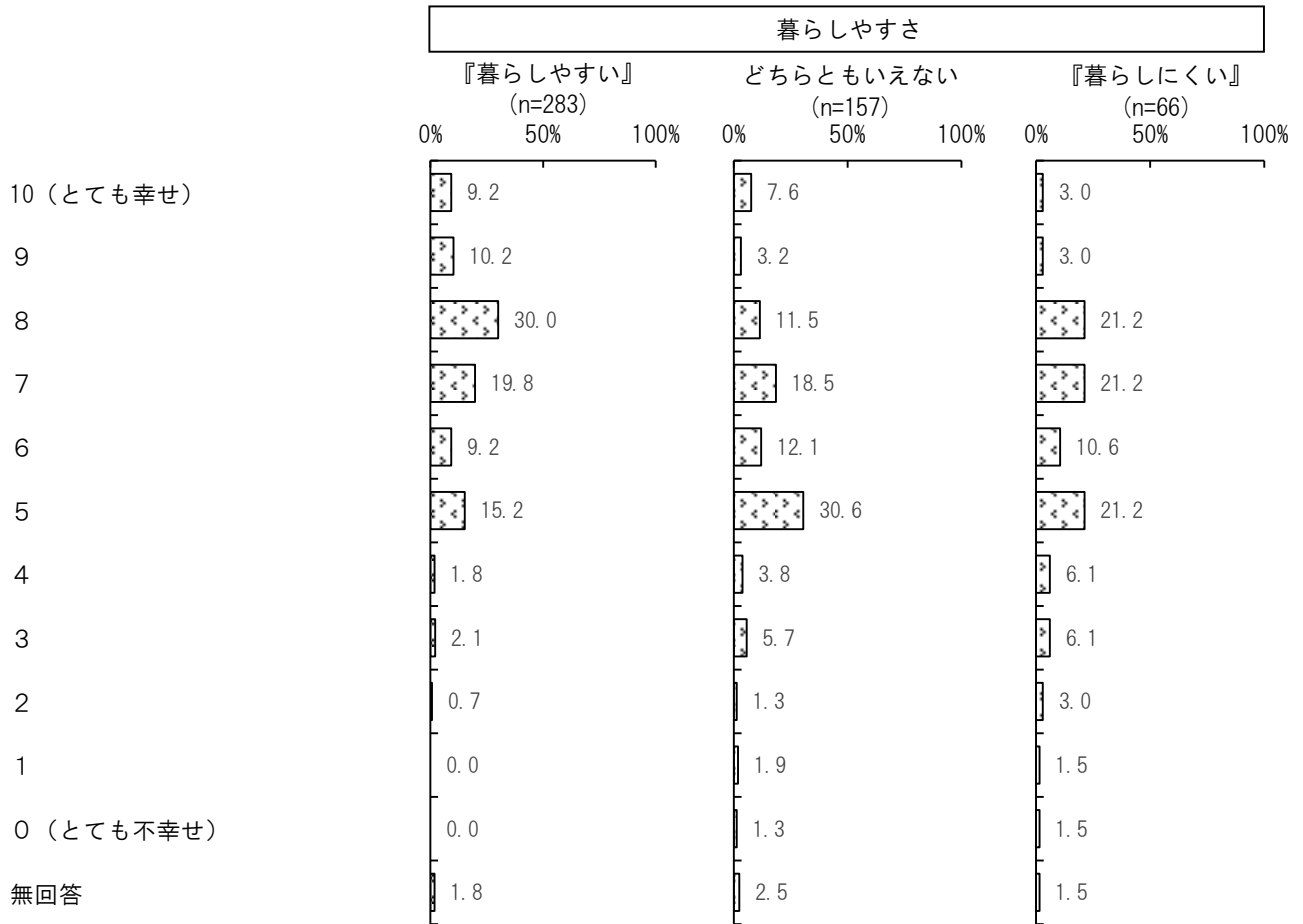 暮らしやすさ
『暮らしやすい』 どちらともいえない 『暮らしにくい』
(n=283) (n=157) (n=66)
0% 50% 100% 0% 50% 100% 0% 50% 100%
10（とても幸せ） 9.2 7.6 3.0
９ 10.2 3.2 3.0
８ 30.0 11.5 21.2
７ 19.8 18.5 21.2
６ 9.2 12.1 10.6
５ 15.2 30.6 21.2
４ 1.8 3.8 6.1
３ 2.1 5.7 6.1
２ 0.7 1.3 3.0
１ 0.0 1.9 1.5
０（とても不幸せ） 0.0 1.3 1.5
無回答 1.8 2.5 1.5